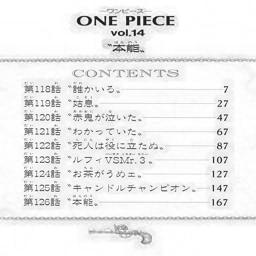 ーワンピースー
ONE PIECE
vol.14
〝本能〟
CONTENTS
第118話〝誰かいる〟 7
第119話〝姑息〟 27
第120話〝赤鬼が泣いた〟 47
第121話〝わかっていた〟 67
第122話〝死人は役に立たぬ〟 87
第123話〝ルフィVSMr.3〟 107
第124話〝お茶がうめェ〟 127
第125話〝キャンドルチャンピオン〟 147
第126話〝本能〟 167